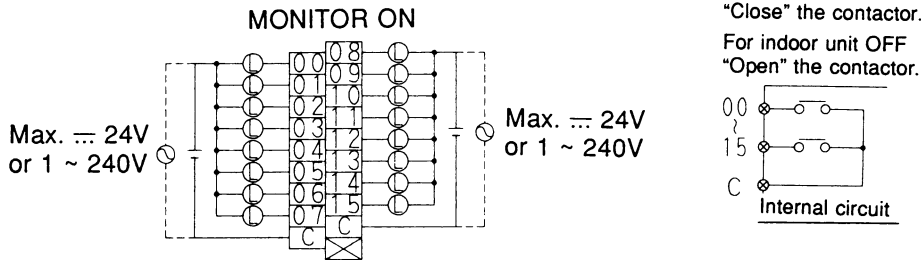 MONITOR ON
Max. ⎓ 24V
or 1 ~ 240V
L
L
L
L
L
L
L
L
00
01
02
03
04
05
06
07
C
08
09
10
11
12
13
14
15
C
L
L
L
L
L
L
L
L
Max. ⎓ 24V
or 1 ~ 240V
“Close” the contactor.
For indoor unit OFF
“Open” the contactor.
00
~
15
C
Internal circuit